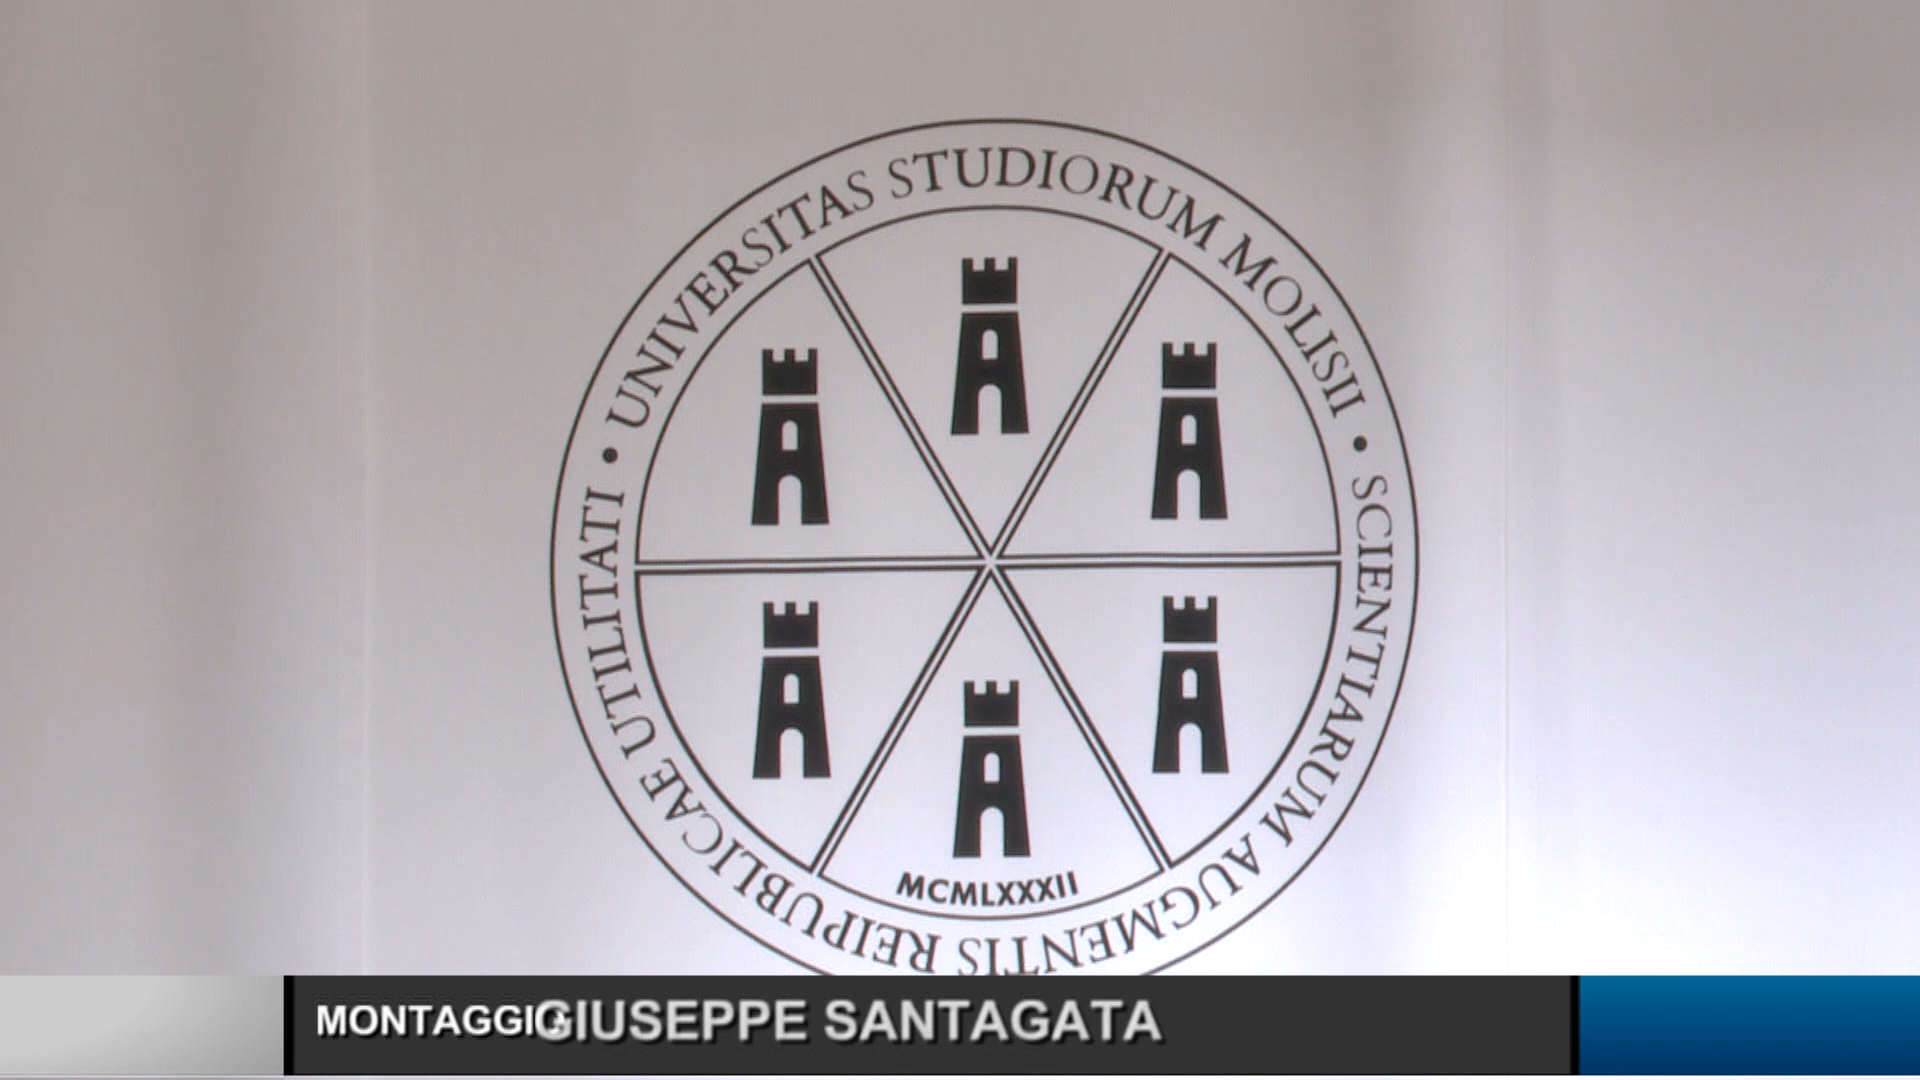 • UNIVERSITAS STUDIORUM MOLISII • SCIENTIARUM AUGMENTIS REIPUBLICAE UTILITATI
MCMLXXXII
MONTAGGIO GIUSEPPE SANTAGATA